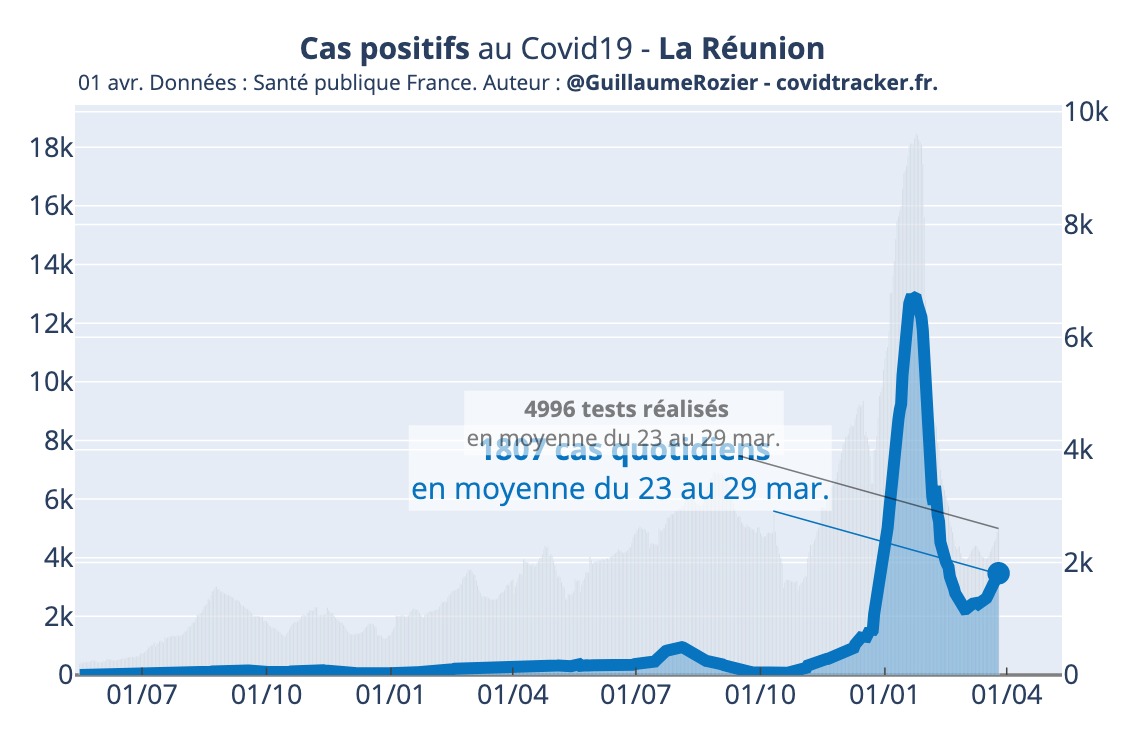 Cas positifs au Covid19 - La Réunion
01 avr. Données : Santé publique France. Auteur : @GuillaumeRozier - covidtracker.fr.
10k
18k
16k
8k
14k
12k
6k
10k
4996 tests réalisés
en moyenne du 23 au 29 mar.
8k
4k
1807 cas quotidiens
en moyenne du 23 au 29 mar.
6k
4k
2k
2k
0
0
01/07
01/10
01/01
01/04
01/07
01/10
01/01
01/04